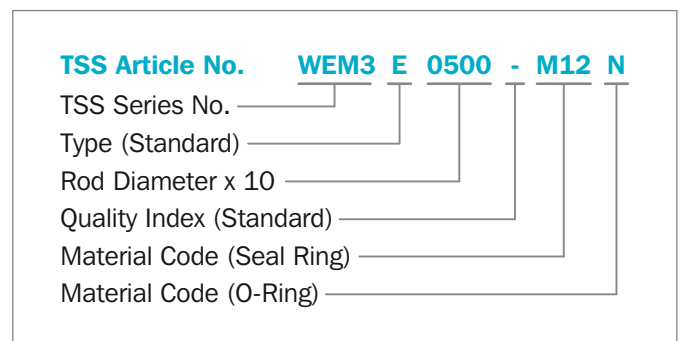 TSS Article No. WEM3 E 0500 - M12 N
TSS Series No.
Type (Standard)
Rod Diameter x 10
Quality Index (Standard)
Material Code (Seal Ring)
Material Code (O-Ring)